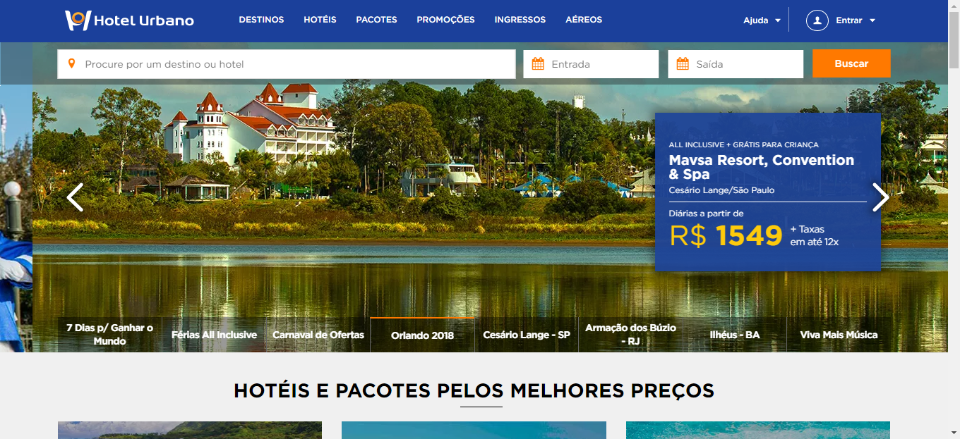 Hotel Urbano
DESTINOS HOTÉIS PACOTES PROMOÇÕES INGRESSOS AÉREOS
Ajuda
Entrar
Procure por um destino ou hotel
Entrada
Saída
Buscar
ALL INCLUSIVE + GRÁTIS PARA CRIANÇA
Mavsa Resort, Convention
& Spa
Cesário Lange/São Paulo
Diárias a partir de
R$ 1549
+ Taxas
em até 12x
7 Dias p/ Ganhar o
Mundo
Férias All Inclusive
Carnaval de Ofertas
Orlando 2018
Cesário Lange - SP
Armação dos Búzio
- RJ
Ilhéus - BA
Viva Mais Música
HOTÉIS E PACOTES PELOS MELHORES PREÇOS